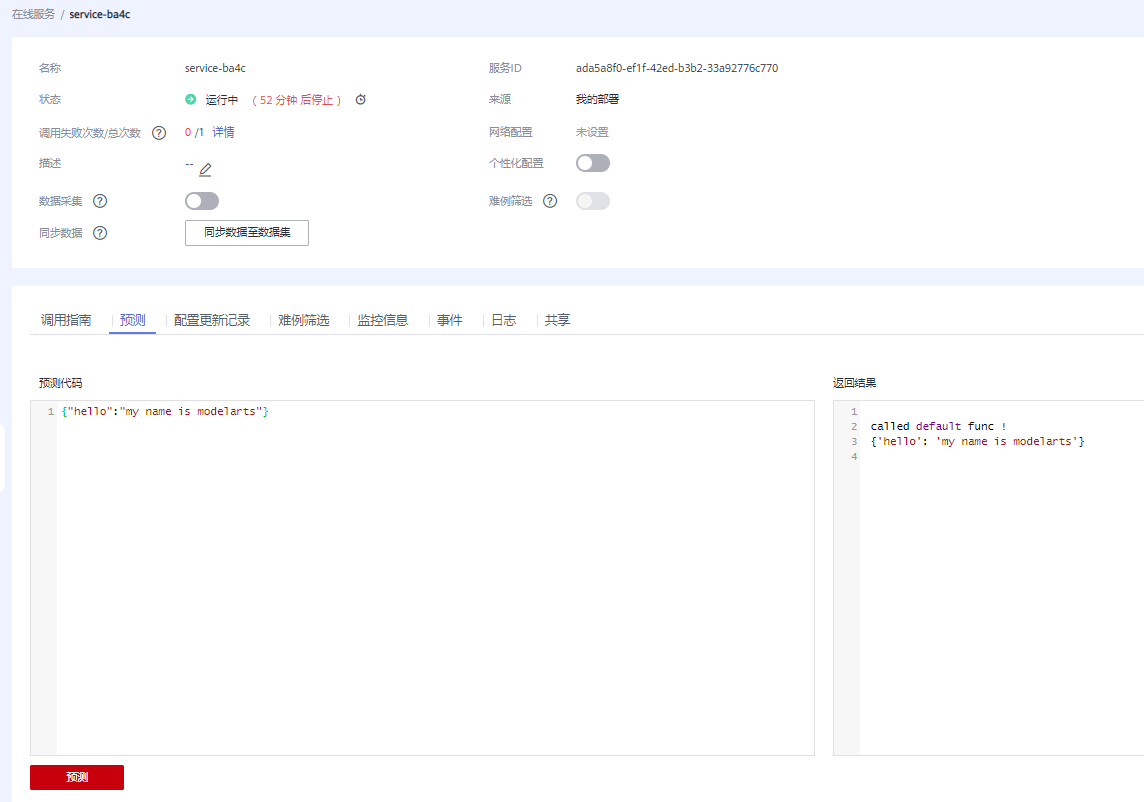 在线服务 / service-ba4c
名称 service-ba4c 服务ID ada5a8f0-ef1f-42ed-b3b2-33a92776c770
状态 运行中 ( 52 分钟 后停止 ) 来源 我的部署
调用失败次数/总次数 ? 0 /1 详情 网络配置 未设置
描述 -- 个性化配置
数据采集 ? 难例筛选 ?
同步数据 ? 同步数据至数据集
调用指南 预测 配置更新记录 难例筛选 监控信息 事件 日志 共享
预测代码 返回结果
1 {"hello":"my name is modelarts"}
1
2 called default func !
3 {'hello': 'my name is modelarts'}
4
预测